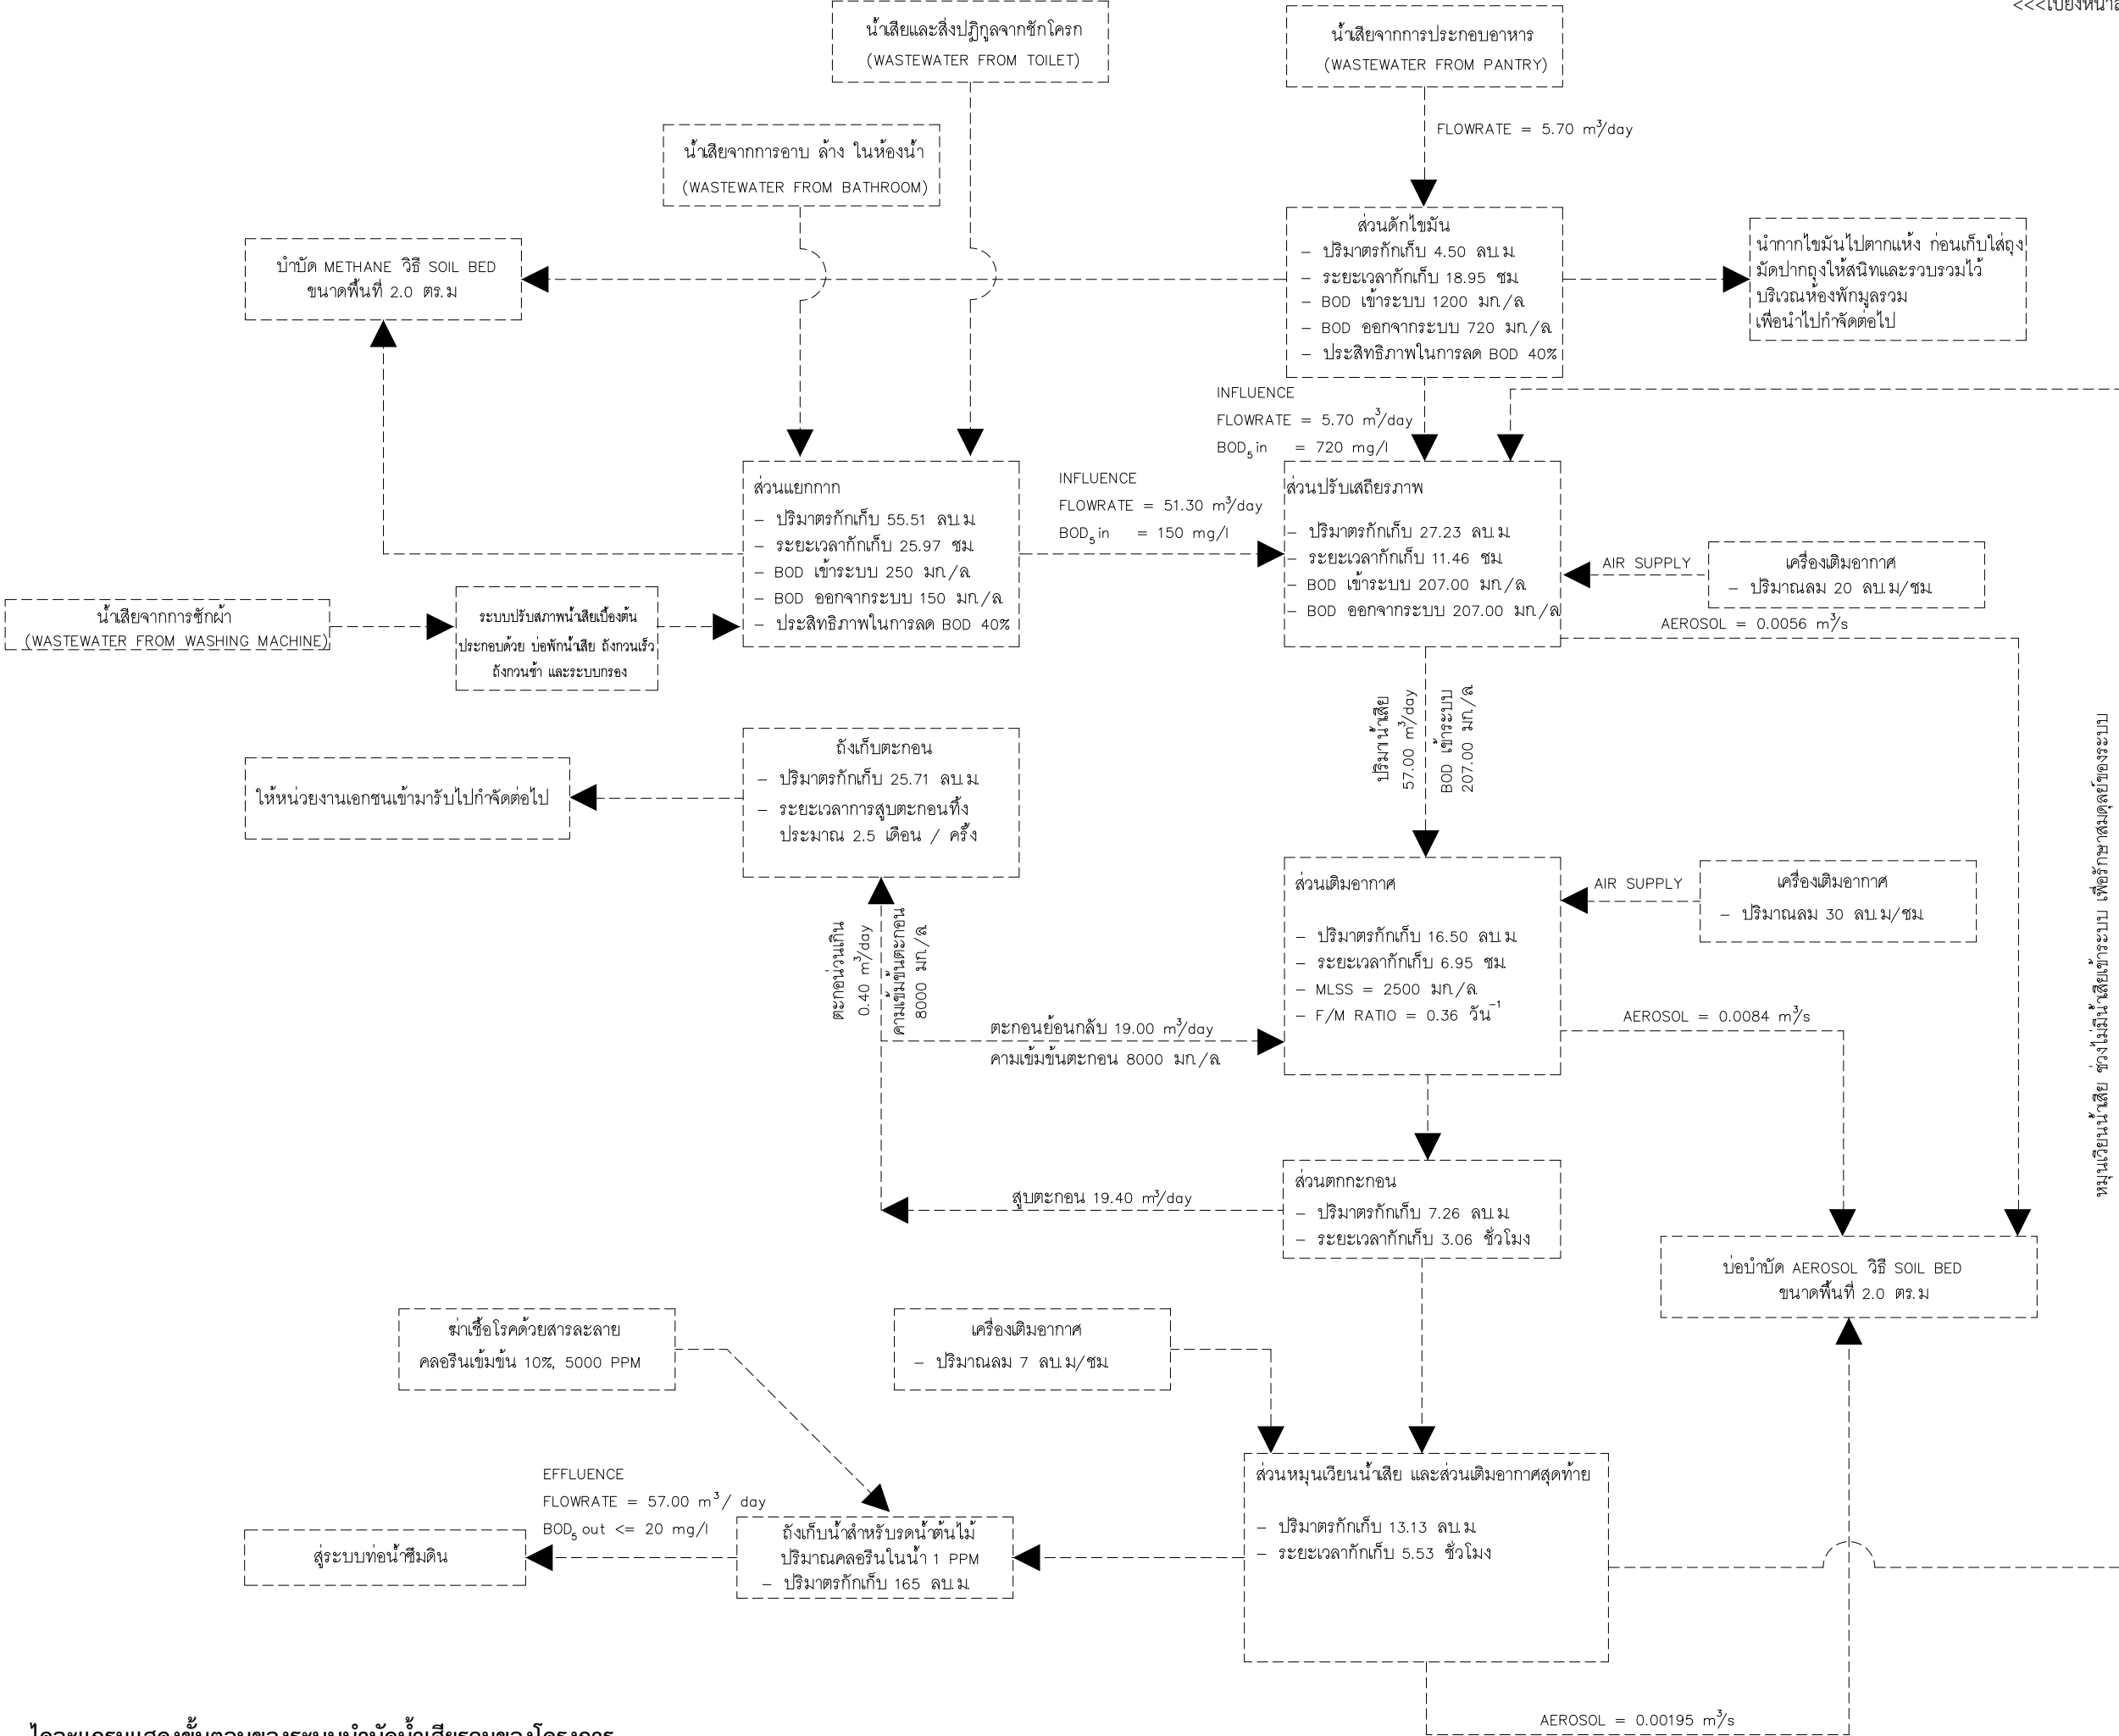 น้ำเสียและสิ่งปฏิกูลจากชักโครก
(WASTEWATER FROM TOILET)
น้ำเสียจากการประกอบอาหาร
(WASTEWATER FROM PANTRY)
FLOWRATE = 5.70 m³/day
น้ำเสียจากการอาบ ล้าง ในห้องน้ำ
(WASTEWATER FROM BATHROOM)
บำบัด METHANE วิธี SOIL BED
ขนาดพื้นที่ 2.0 ตร.ม
ส่วนดักไขมัน
- ปริมาตรกักเก็บ 4.50 ลบ.ม.
- ระยะเวลากักเก็บ 18.95 ชม.
- BOD เข้าระบบ 1200 มก./ล.
- BOD ออกจากระบบ 720 มก./ล.
- ประสิทธิภาพในการลด BOD 40%
นำกากไขมันไปตากแห้ง ก่อนเก็บใส่ถุง
มัดปากถุงให้สนิทและรวบรวมไว้
บริเวณห้องพักมูลรวม
เพื่อนำไปกำจัดต่อไป
INFLUENCE
FLOWRATE = 5.70 m³/day
BOD₅ in = 720 mg/l
ส่วนแยกกาก
- ปริมาตรกักเก็บ 55.51 ลบ.ม.
- ระยะเวลากักเก็บ 25.97 ชม.
- BOD เข้าระบบ 250 มก./ล.
- BOD ออกจากระบบ 150 มก./ล.
- ประสิทธิภาพในการลด BOD 40%
INFLUENCE
FLOWRATE = 51.30 m³/day
BOD₅ in = 150 mg/l
ส่วนปรับเสถียรภาพ
- ปริมาตรกักเก็บ 27.23 ลบ.ม.
- ระยะเวลากักเก็บ 11.46 ชม.
- BOD เข้าระบบ 207.00 มก./ล.
- BOD ออกจากระบบ 207.00 มก./ล.
AIR SUPPLY
เครื่องเติมอากาศ
- ปริมาณลม 20 ลบ.ม/ชม.
AEROSOL = 0.0056 m³/s
น้ำเสียจากการซักผ้า
(WASTEWATER FROM WASHING MACHINE)
ระบบปรับสภาพน้ำเสียเบื้องต้น
ประกอบด้วย บ่อพักน้ำเสีย ถังกวนเร็ว
ถังกวนช้า และระบบกรอง
ปริมาณน้ำเสีย
57.00 m³/day
BOD เข้าระบบ
207.00 มก./ล.
ถังเก็บตะกอน
- ปริมาตรกักเก็บ 25.71 ลบ.ม.
- ระยะเวลาการสูบตะกอนทิ้ง
ประมาณ 2.5 เดือน / ครั้ง
ให้หน่วยงานเอกชนเข้ามารับไปกำจัดต่อไป
ตะกอนวนเกิน
0.40 m³/day
คามเข้มข้นตะกอน
8000 มก./ล.
ส่วนเติมอากาศ
- ปริมาตรกักเก็บ 16.50 ลบ.ม.
- ระยะเวลากักเก็บ 6.95 ชม.
- MLSS = 2500 มก./ล.
- F/M RATIO = 0.36 วัน⁻¹
AIR SUPPLY
เครื่องเติมอากาศ
- ปริมาณลม 30 ลบ.ม/ชม.
AEROSOL = 0.0084 m³/s
ตะกอนย้อนกลับ 19.00 m³/day
คามเข้มข้นตะกอน 8000 มก./ล.
หมุนเวียนน้ำเสีย ช่วงไม่มีน้ำเสียเข้าระบบ เพื่อรักษาสมดุลย์ของระบบ
สูบตะกอน 19.40 m³/day
ส่วนตกกะกอน
- ปริมาตรกักเก็บ 7.26 ลบ.ม.
- ระยะเวลากักเก็บ 3.06 ชั่วโมง
บ่อบำบัด AEROSOL วิธี SOIL BED
ขนาดพื้นที่ 2.0 ตร.ม
ฆ่าเชื้อโรคด้วยสารละลาย
คลอรีนเข้มข้น 10%, 5000 PPM
เครื่องเติมอากาศ
- ปริมาณลม 7 ลบ.ม/ชม.
ส่วนหมุนเวียนน้ำเสีย และส่วนเติมอากาศสุดท้าย
- ปริมาตรกักเก็บ 13.13 ลบ.ม.
- ระยะเวลากักเก็บ 5.53 ชั่วโมง
EFFLUENCE
FLOWRATE = 57.00 m³/ day
BOD₅ out <= 20 mg/l
ถังเก็บน้ำสำหรับรดน้ำต้นไม้
ปริมาณคลอรีนในน้ำ 1 PPM
- ปริมาตรกักเก็บ 165 ลบ.ม.
สู่ระบบท่อน้ำซึมดิน
AEROSOL = 0.00195 m³/s
ไดอะแกรมแสดงขั้นตอนของระบบบำบัดน้ำเสียรวมของโครงการ